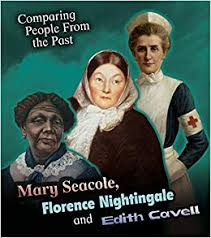 Comparing
People From
the Past
Mary Seacole,
Florence Nightingale
and Edith Cavell